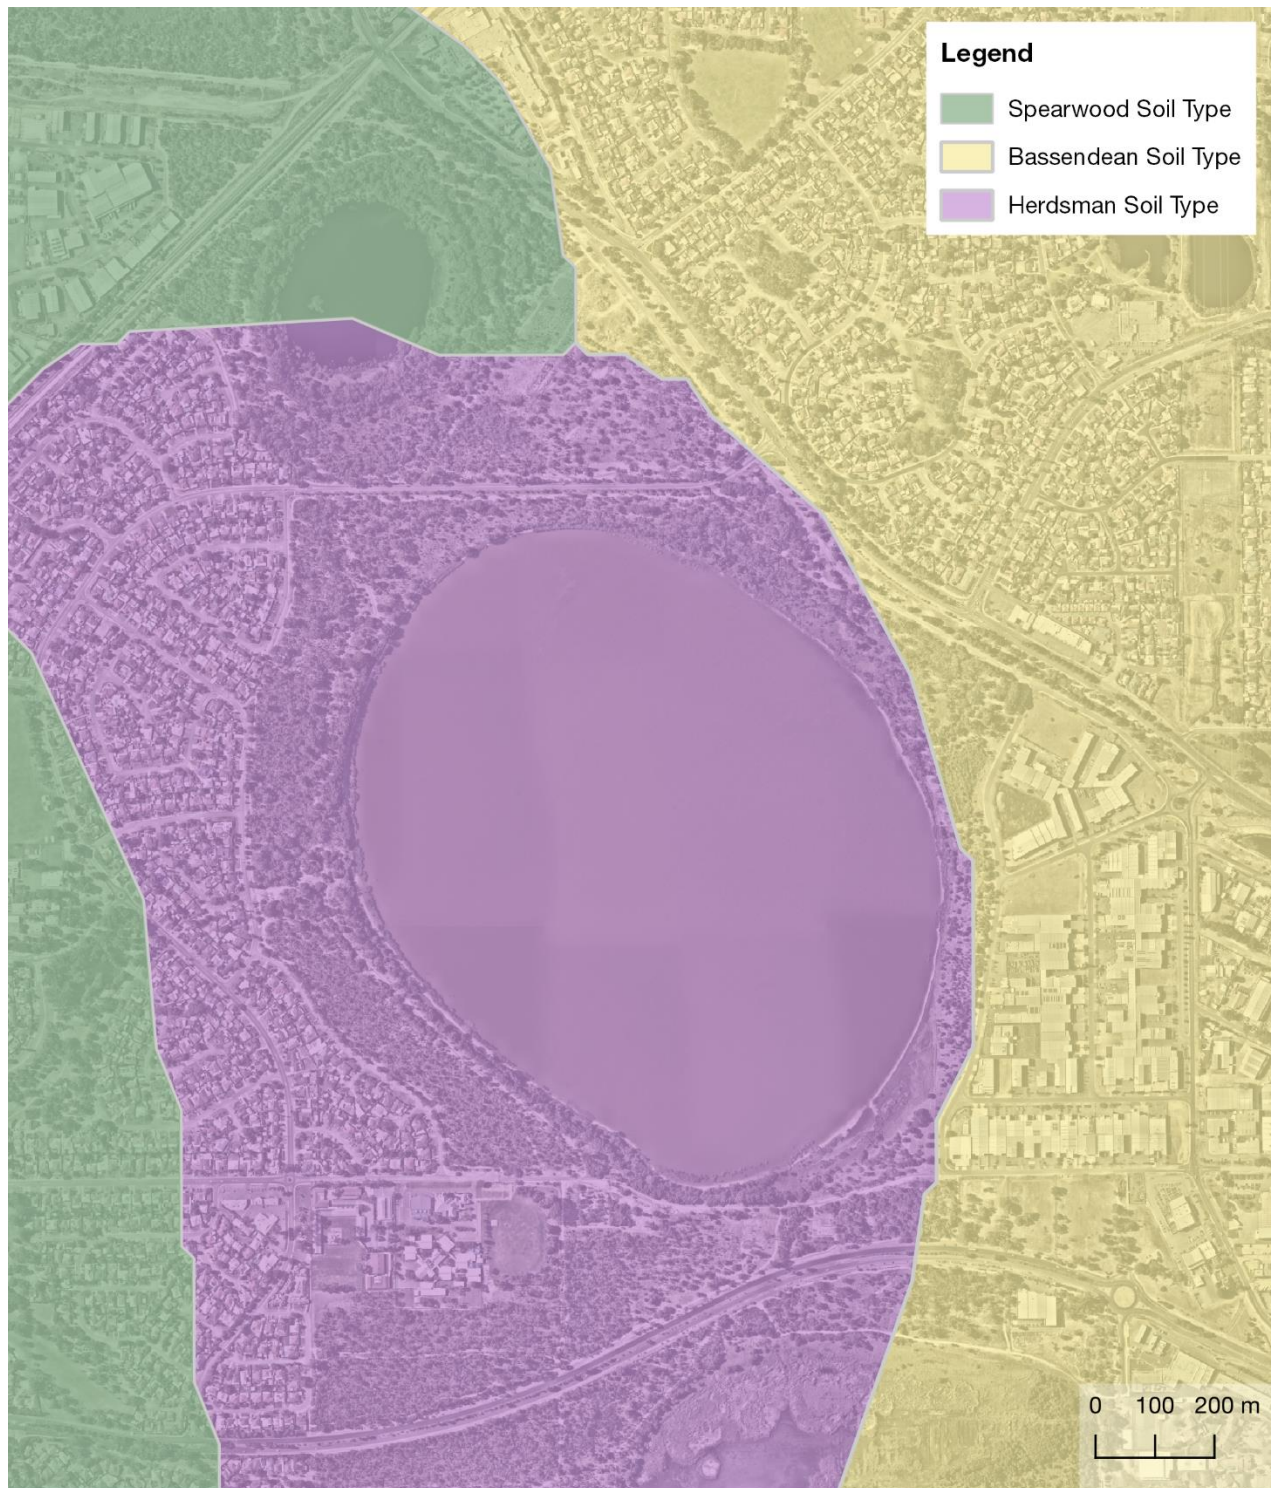 Legend
Spearwood Soil Type
Bassendean Soil Type
Herdsman Soil Type
0 100 200 m